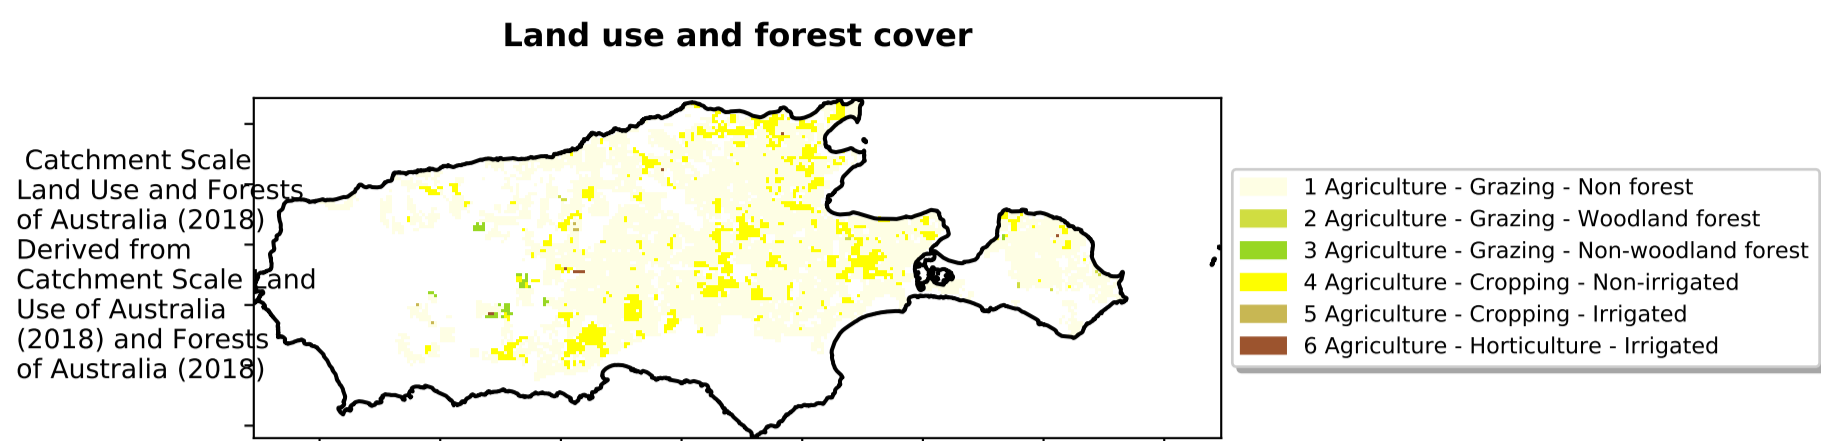 Land use and forest cover
Catchment Scale
Land Use and Forests
of Australia (2018)
Derived from
Catchment Scale Land
Use of Australia
(2018) and Forests
of Australia (2018)
1 Agriculture - Grazing - Non forest
2 Agriculture - Grazing - Woodland forest
3 Agriculture - Grazing - Non-woodland forest
4 Agriculture - Cropping - Non-irrigated
5 Agriculture - Cropping - Irrigated
6 Agriculture - Horticulture - Irrigated